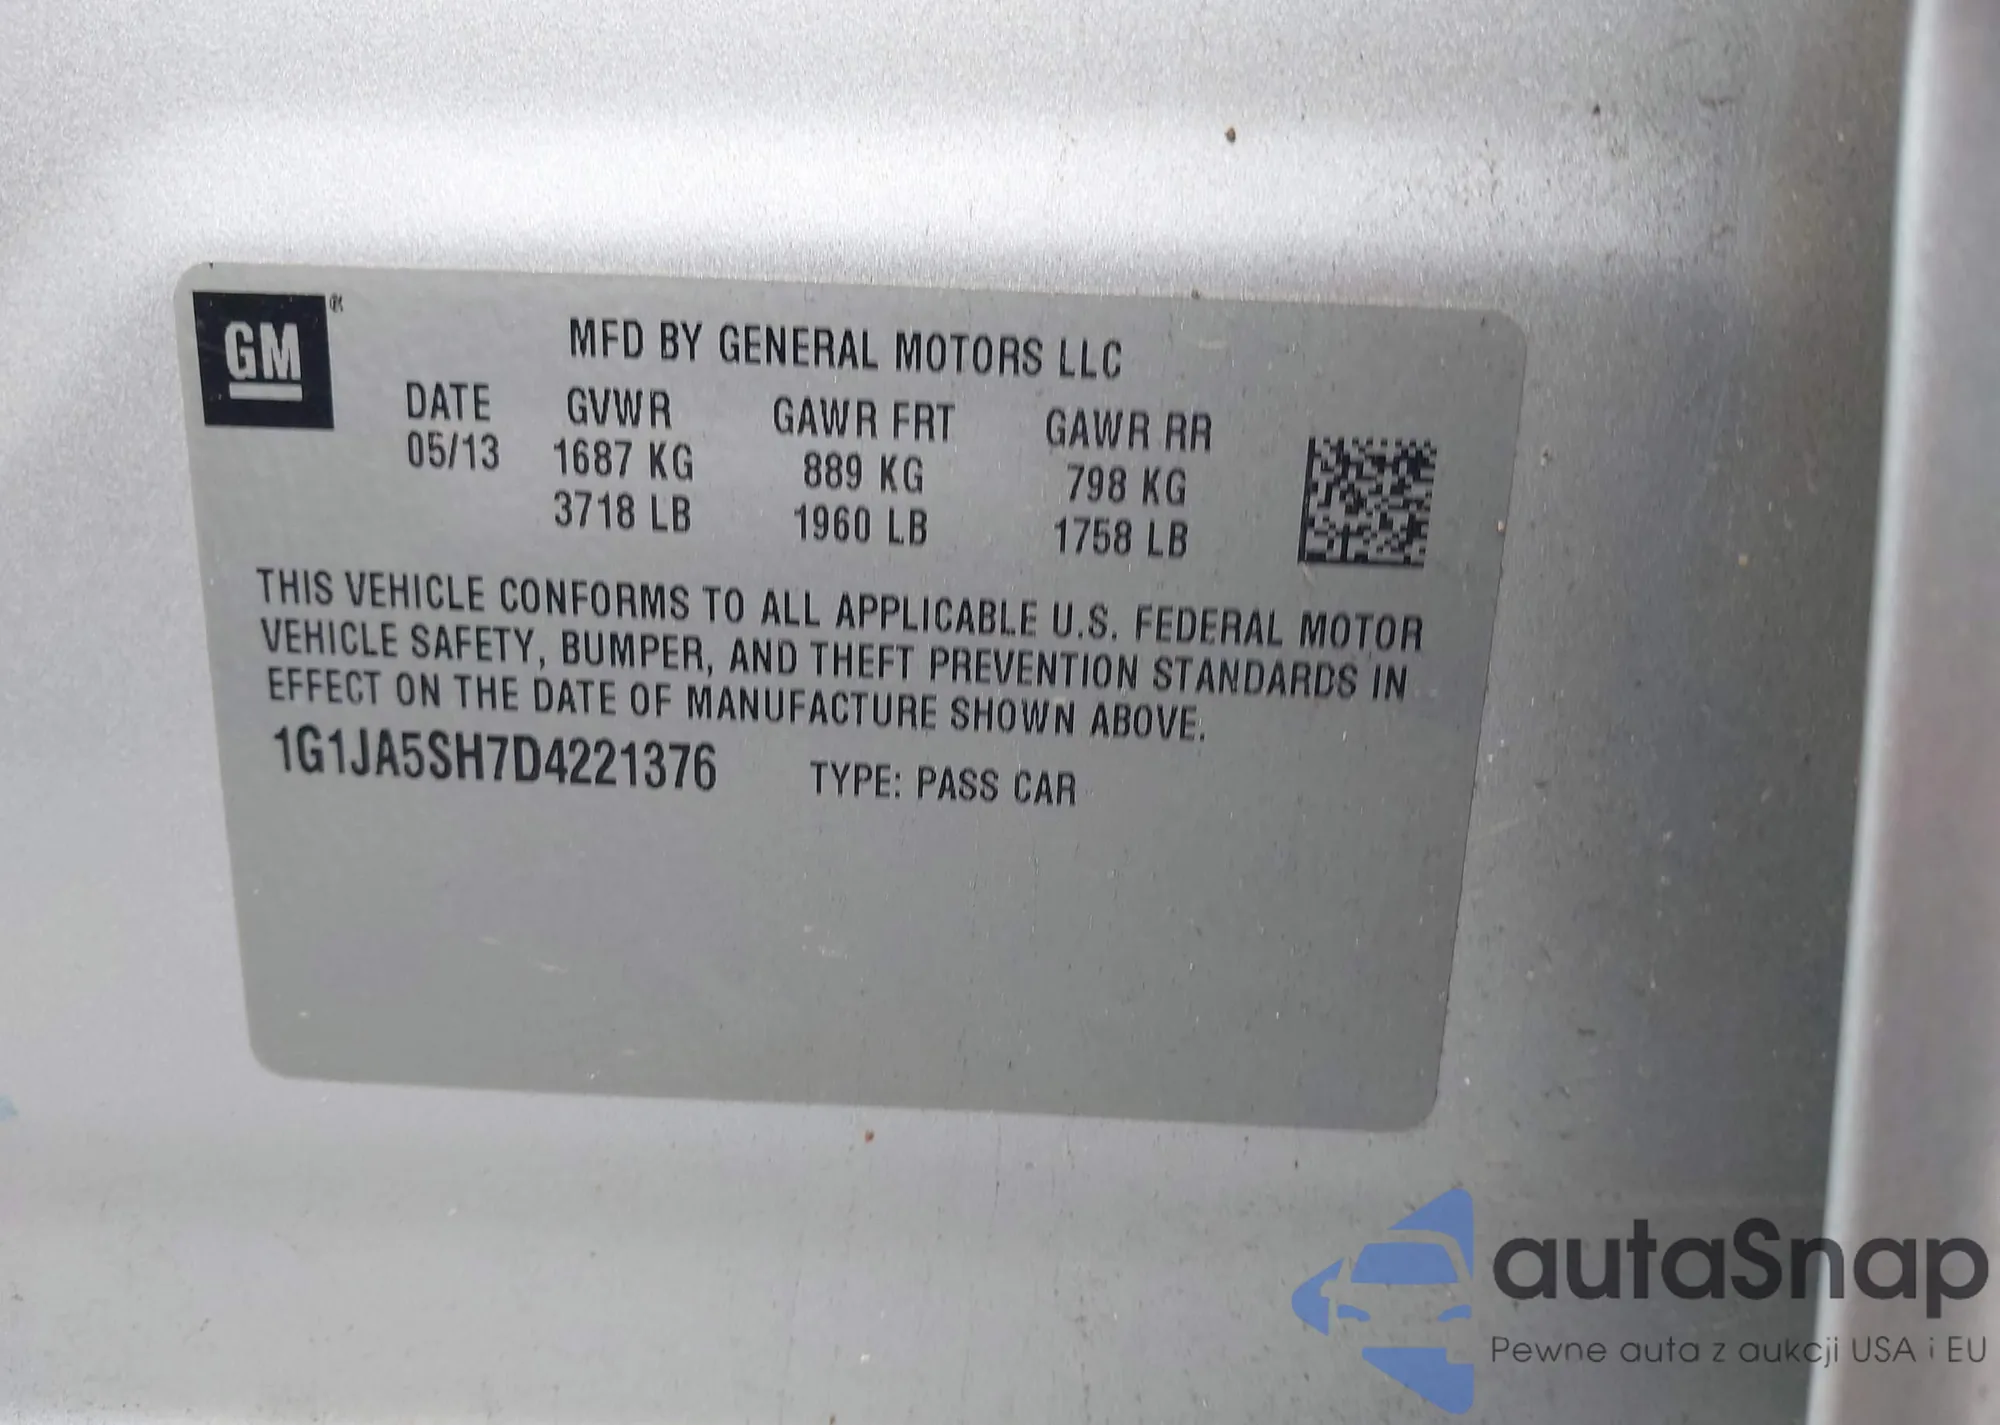 GM ®
MFD BY GENERAL MOTORS LLC
DATE GVWR GAWR FRT GAWR RR
05/13 1687 KG 889 KG 798 KG
3718 LB 1960 LB 1758 LB
THIS VEHICLE CONFORMS TO ALL APPLICABLE U.S. FEDERAL MOTOR
VEHICLE SAFETY, BUMPER, AND THEFT PREVENTION STANDARDS IN
EFFECT ON THE DATE OF MANUFACTURE SHOWN ABOVE.
1G1JA5SH7D4221376 TYPE: PASS CAR
autaSnap
Pewne auta z aukcji USA i EU